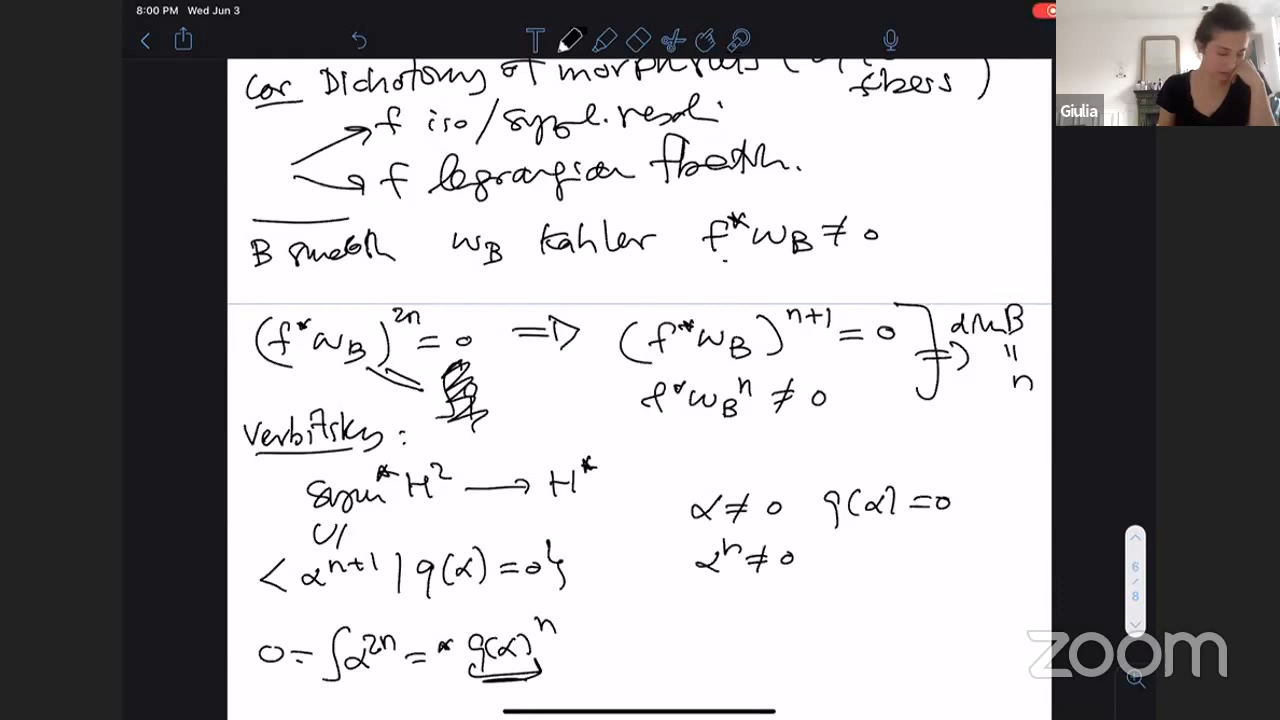 8:00 PM Wed Jun 3
Giulia
Cor Dichotomy of morphisms ( fibers )
f iso/sympl. resol.
f lagrangian fibration.
B smooth ω_B Kähler f*ω_B ≠ 0
(f*ω_B)^{2n} = 0 ⇒ (f*ω_B)^{n+1} = 0 ⇒ dim B = n
f*ω_B^n ≠ 0
Verbitsky:
Sym* H^2 → H*
∪|
α ≠ 0 q(α) = 0
< α^{n+1} | q(α) = 0 }
α^n ≠ 0
0 = ∫ α^{2n} = * q(α)^n
6 / 8
zoom